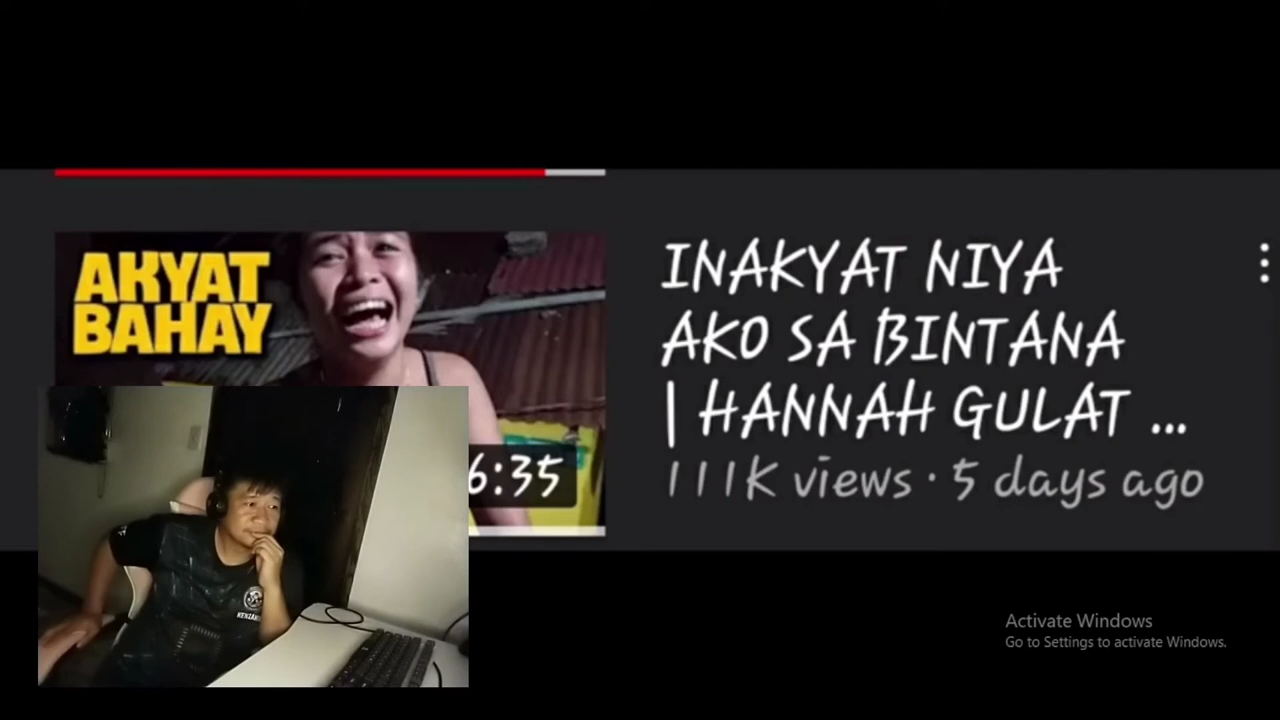 AKYAT
BAHAY
6:35
INAKYAT NIYA
AKO SA BINTANA
| HANNAH GULAT ...
111K views · 5 days ago
Activate Windows
Go to Settings to activate Windows.